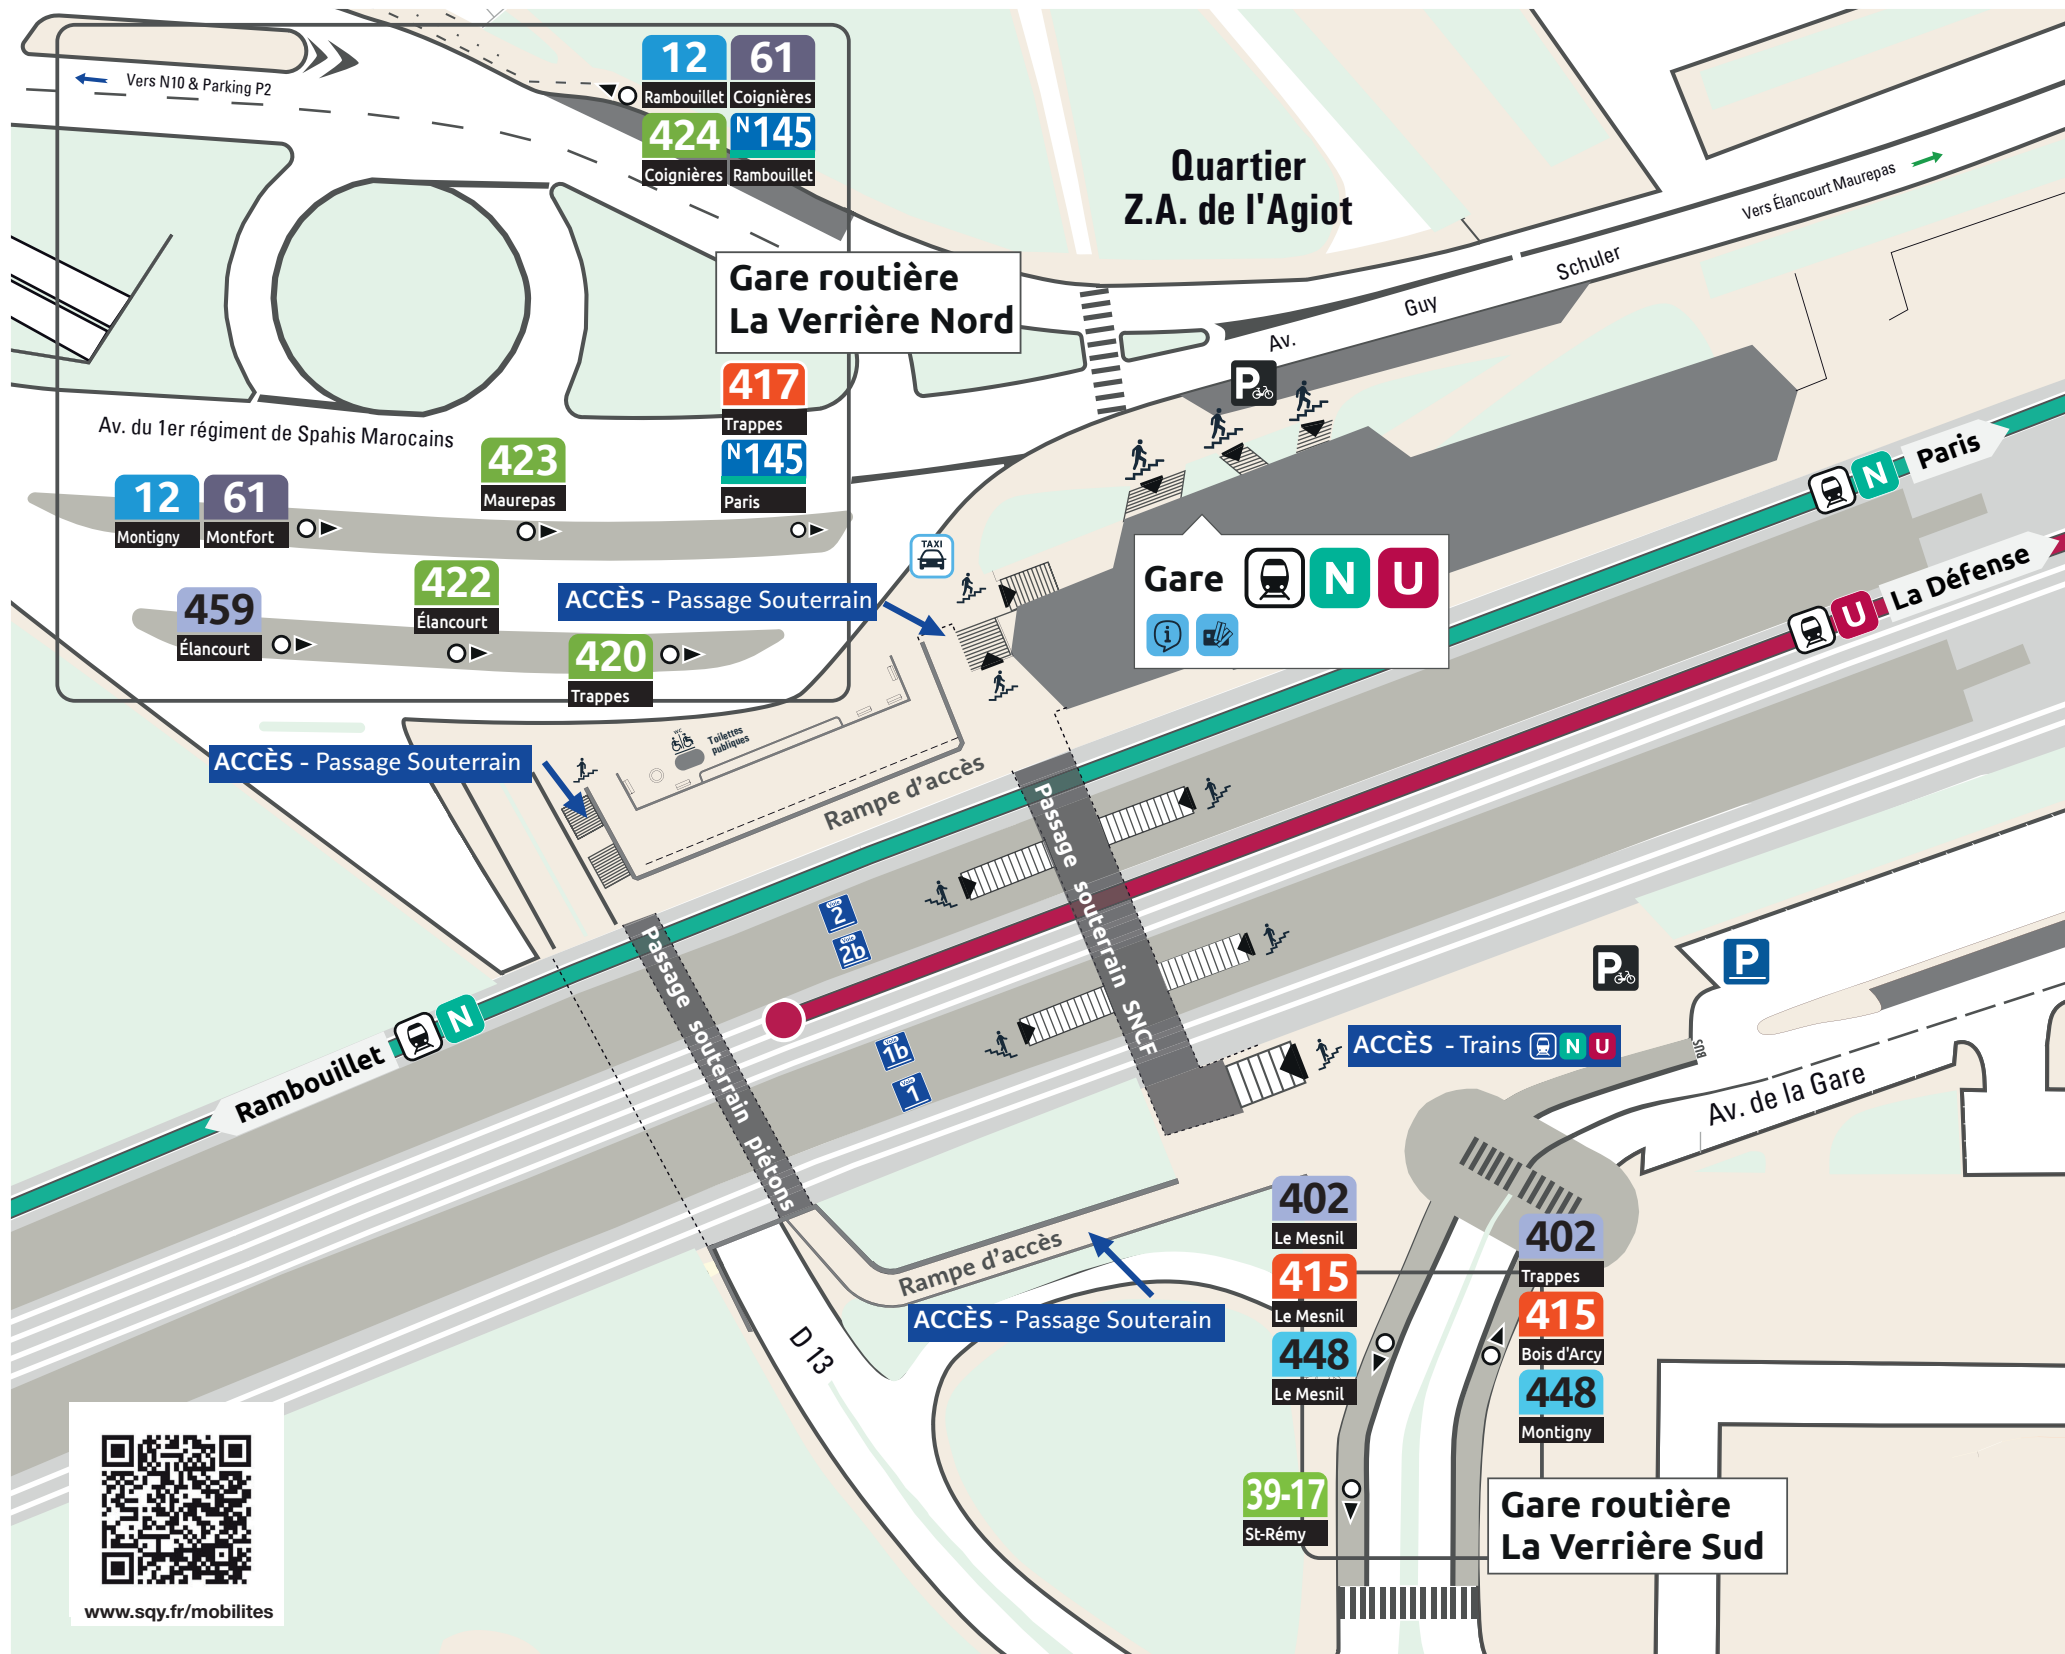 Vers N10 & Parking P2
12
Rambouillet
61
Coignières
424
Coignières
N145
Rambouillet
Quartier
Z.A. de l'Agiot
Vers Élancourt Maurepas
Av. Guy Schuler
Gare routière
La Verrière Nord
P
417
Trappes
N145
Paris
Av. du 1er régiment de Spahis Marocains
423
Maurepas
12
Montigny
61
Montfort
459
Élancourt
422
Élancourt
420
Trappes
TAXI
ACCÈS - Passage Souterrain
Gare N U
i
N Paris
U La Défense
ACCÈS - Passage Souterrain
WC
Toilettes
publiques
Rampe d'accès
Passage souterrain SNCF
Passage souterrain piétons
Voie 2
Voie 2b
Voie 1b
Voie 1
Rambouillet N
P
P
ACCÈS - Trains N U
BUS
Av. de la Gare
Rampe d'accès
ACCÈS - Passage Souterrain
D 13
402
Le Mesnil
415
Le Mesnil
448
Le Mesnil
39-17
St-Rémy
402
Trappes
415
Bois d'Arcy
448
Montigny
Gare routière
La Verrière Sud
www.sqy.fr/mobilites